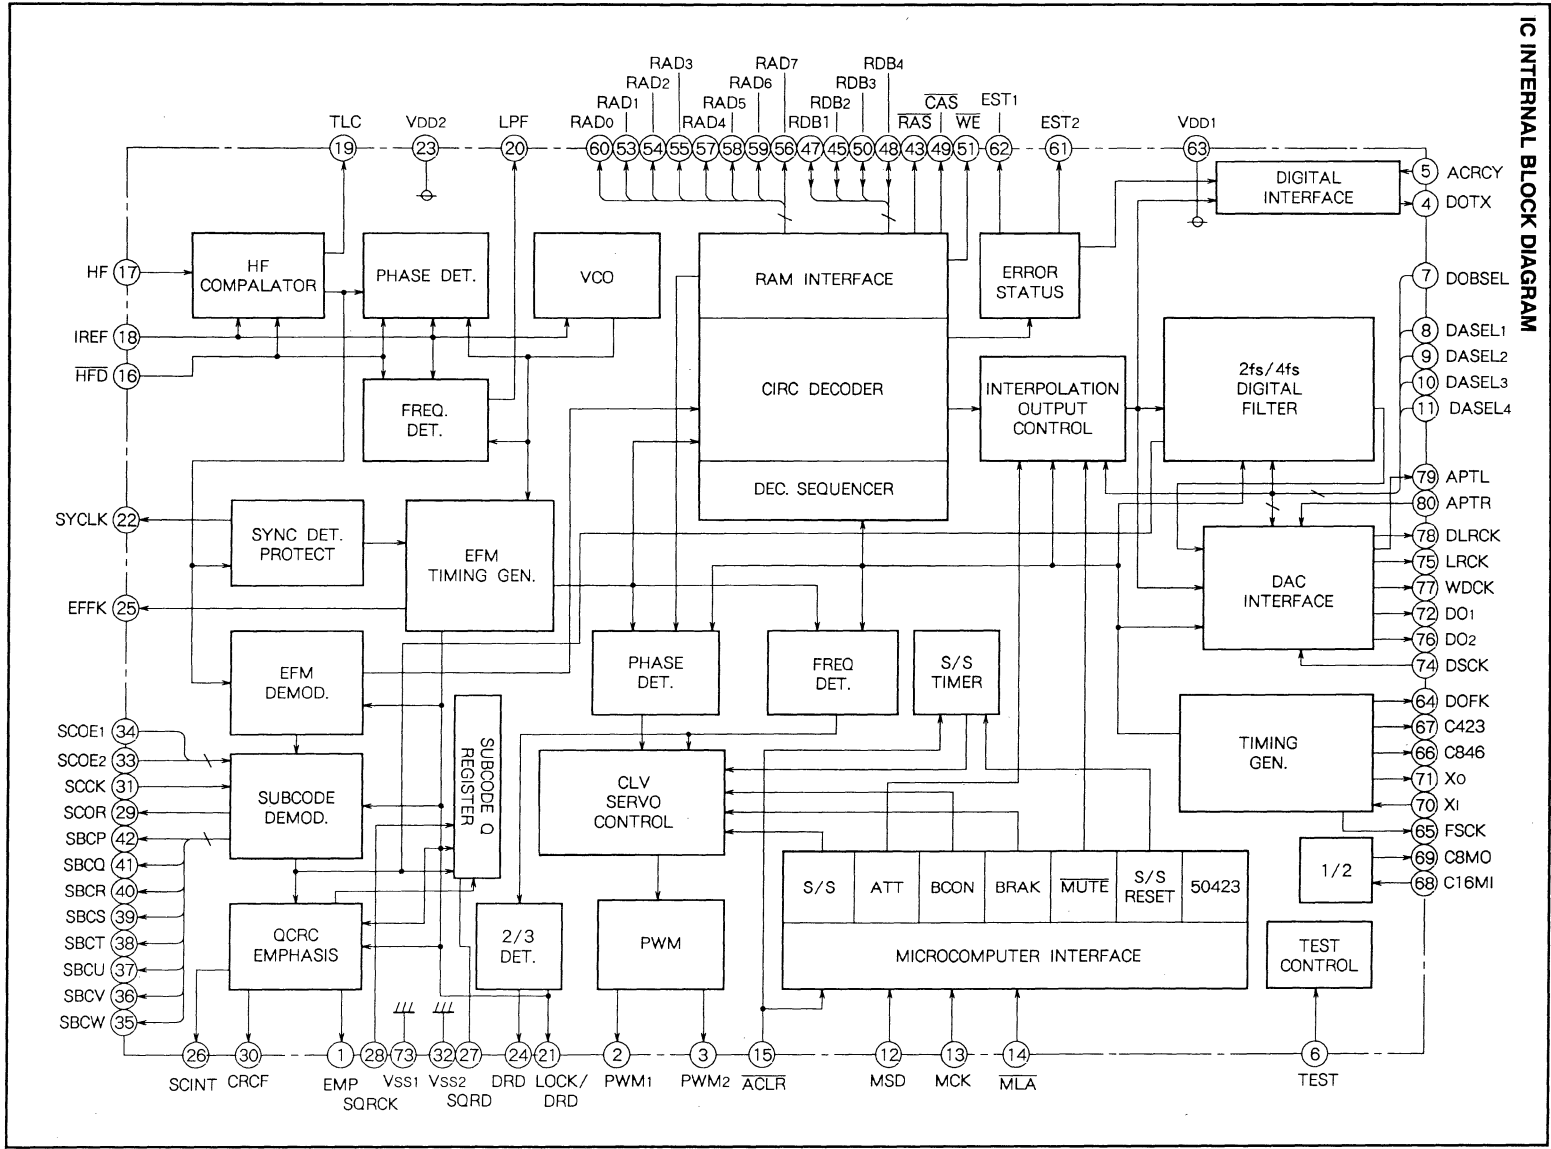 IC INTERNAL BLOCK DIAGRAM
RAD3
RAD7
RDB4
RAD2
RAD6
RDB3
RAD1
RAD5
RDB2
CAS
EST1
TLC
VDD2
LPF
RAD0
RAD4
RDB1
RAS
WE
EST2
VDD1
19
23
20
60
53
54
55
57
58
59
56
47
45
50
48
43
49
51
62
61
63
DIGITAL
INTERFACE
5
ACRCY
4
DOTX
HF
17
HF
COMPALATOR
PHASE DET.
VCO
RAM INTERFACE
ERROR
STATUS
7
DOBSEL
IREF
18
8
DASEL1
HFD
16
9
DASEL2
FREQ.
DET.
CIRC DECODER
INTERPOLATION
OUTPUT
CONTROL
2fs/4fs
DIGITAL
FILTER
10
DASEL3
11
DASEL4
DEC. SEQUENCER
79
APTL
80
APTR
SYCLK
22
SYNC DET.
PROTECT
EFM
TIMING GEN.
DAC
INTERFACE
78
DLRCK
75
LRCK
77
WDCK
EFFK
25
72
DO1
76
DO2
74
DSCK
EFM
DEMOD.
PHASE
DET.
FREQ
DET.
S/S
TIMER
64
DOFK
SCOE1
34
67
C423
SCOE2
33
SUBCODE Q
REGISTER
TIMING
GEN.
66
C846
SCCK
31
71
XO
SCOR
29
SUBCODE
DEMOD.
CLV
SERVO
CONTROL
70
XI
SBCP
42
65
FSCK
SBCQ
41
1/2
69
C8MO
SBCR
40
68
C16MI
S/S
ATT
BCON
BRAK
MUTE
S/S
RESET
50423
SBCS
39
SBCT
38
QCRC
EMPHASIS
2/3
DET.
PWM
MICROCOMPUTER INTERFACE
TEST
CONTROL
SBCU
37
SBCV
36
SBCW
35
26
30
1
28
73
32
27
24
21
2
3
15
12
13
14
6
SCINT
CRCF
EMP
SQRCK
VSS1
VSS2
SQRD
DRD
LOCK/
DRD
PWM1
PWM2
ACLR
MSD
MCK
MLA
TEST